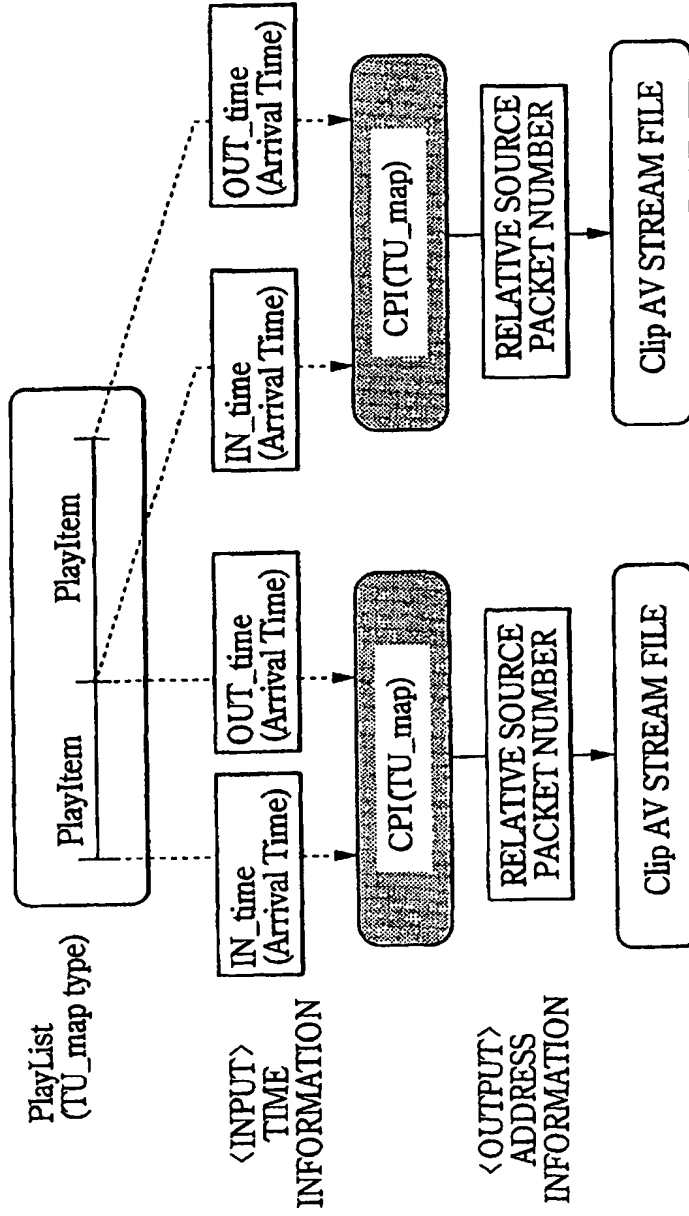 PlayList
(TU_map type)
PlayItem
PlayItem
<INPUT>
TIME
INFORMATION
IN_time
(Arrival Time)
OUT_time
(Arrival Time)
IN_time
(Arrival Time)
OUT_time
(Arrival Time)
CPI(TU_map)
CPI(TU_map)
<OUTPUT>
ADDRESS
INFORMATION
RELATIVE SOURCE
PACKET NUMBER
RELATIVE SOURCE
PACKET NUMBER
Clip AV STREAM FILE
Clip AV STREAM FILE